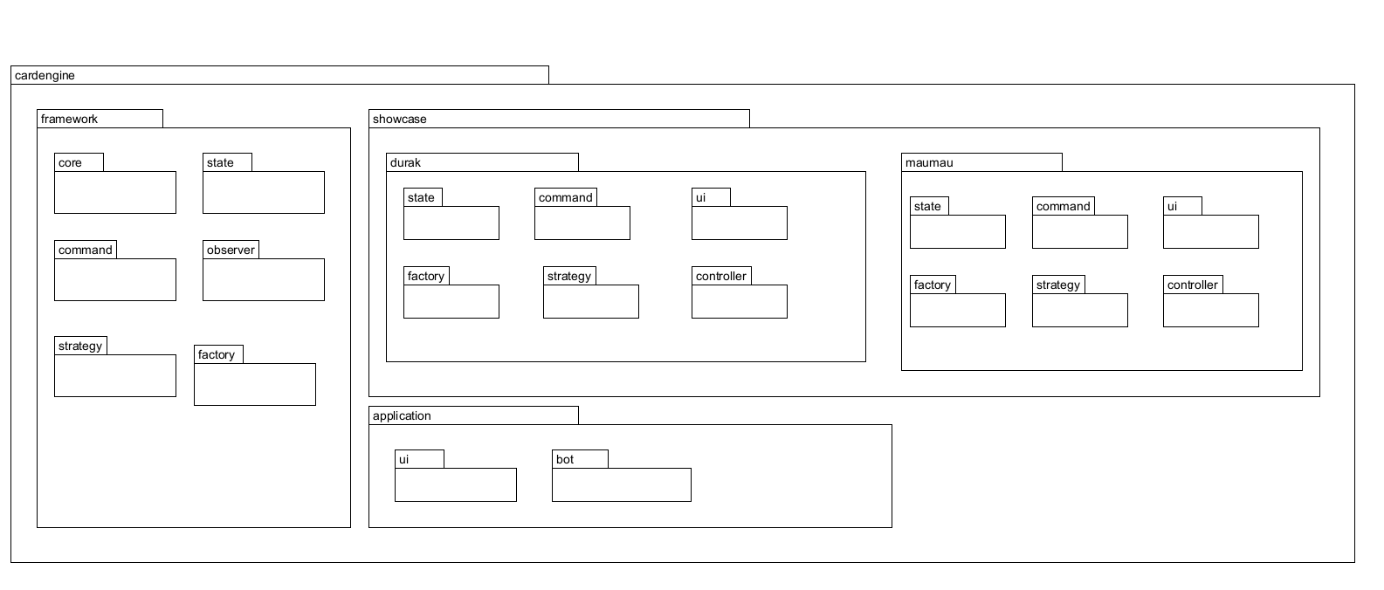 cardengine
framework
core
state
command
observer
strategy
factory
showcase
durak
state
command
ui
factory
strategy
controller
maumau
state
command
ui
factory
strategy
controller
application
ui
bot